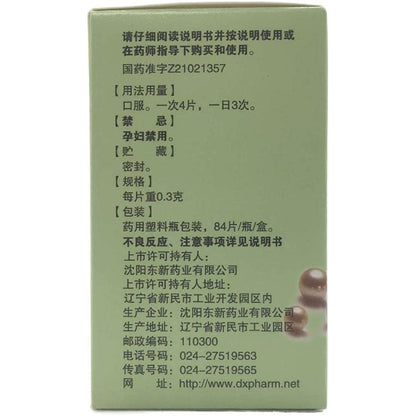 请仔细阅读说明书并按说明使用或
在药师指导下购买和使用。
国药准字Z21021357
【用法用量】
口服。一次4片，一日3次。
【禁 忌】
孕妇禁用。
【贮 藏】
密封。
【规格】
每片重0.3克
【包装】
药用塑料瓶包装，84片/瓶/盒。
不良反应、注意事项详见说明书
上市许可持有人：
沈阳东新药业有限公司
上市许可持有人地址：
辽宁省新民市工业开发园区内
生产企业：沈阳东新药业有限公司
生产地址：辽宁省新民市工业园区
邮政编码：110300
电话号码：024-27519563
传真号码：024-27519565
网 址：http://www.dxpharm.net